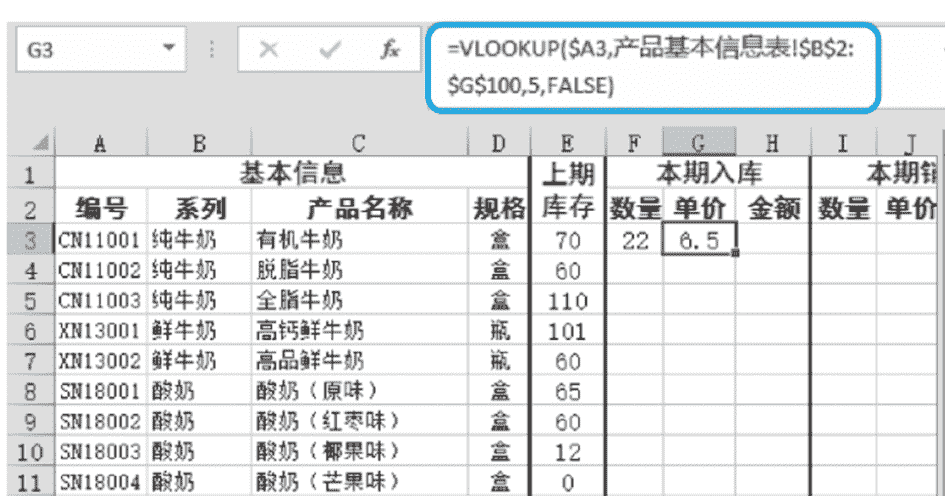 G3 fx =VLOOKUP($A3,产品基本信息表!$B$2:
$G$100,5,FALSE)
A B C D E F G H I J
1 基本信息 上期 本期入库 本期销
2 编号 系列 产品名称 规格 库存 数量 单价 金额 数量 单价
3 CN11001 纯牛奶 有机牛奶 盒 70 22 6.5
4 CN11002 纯牛奶 脱脂牛奶 盒 60
5 CN11003 纯牛奶 全脂牛奶 盒 110
6 XN13001 鲜牛奶 高钙鲜牛奶 瓶 101
7 XN13002 鲜牛奶 高品鲜牛奶 瓶 60
8 SN18001 酸奶 酸奶（原味） 盒 65
9 SN18002 酸奶 酸奶（红枣味） 盒 60
10 SN18003 酸奶 酸奶（椰果味） 盒 12
11 SN18004 酸奶 酸奶（芒果味） 盒 0